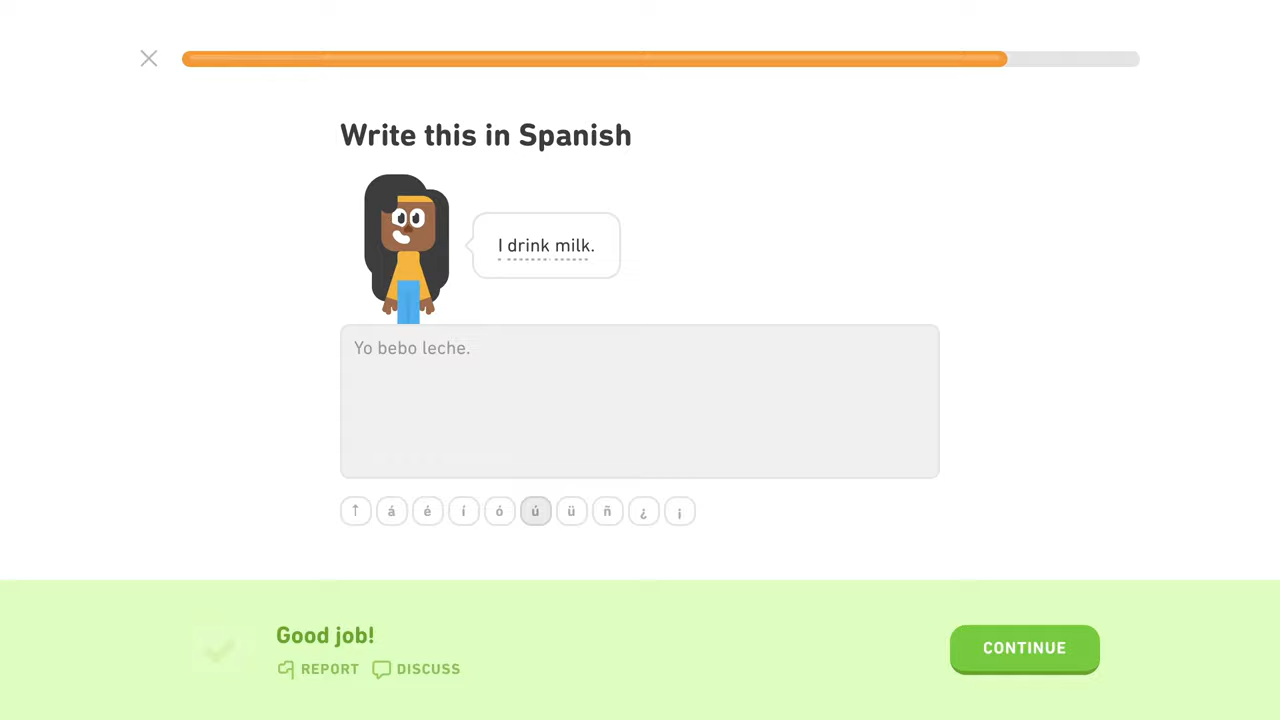 Write this in Spanish
I drink milk.
Yo bebo leche.
↑ á é í ó ú ü ñ ¿ ¡
Good job!
REPORT DISCUSS
CONTINUE